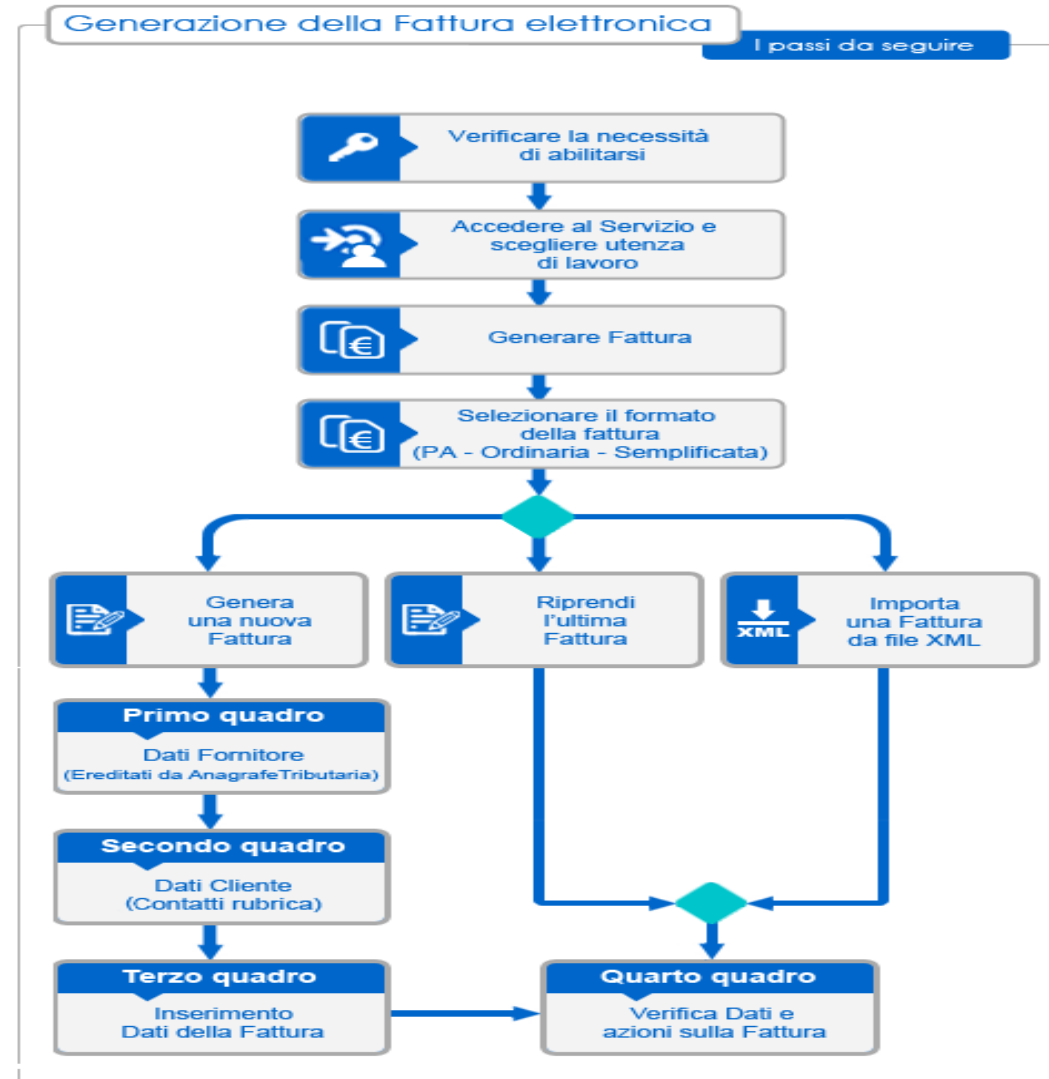 Generazione della Fattura elettronica
I passi da seguire
Verificare la necessità
di abilitarsi
Accedere al Servizio e
scegliere utenza
di lavoro
€
Generare Fattura
€
Selezionare il formato
della fattura
(PA - Ordinaria - Semplificata)
Genera
una nuova
Fattura
Riprendi
l'ultima
Fattura
XML
Importa
una Fattura
da file XML
Primo quadro
Dati Fornitore
(Ereditati da AnagrafeTributaria)
Secondo quadro
Dati Cliente
(Contatti rubrica)
Terzo quadro
Inserimento
Dati della Fattura
Quarto quadro
Verifica Dati e
azioni sulla Fattura